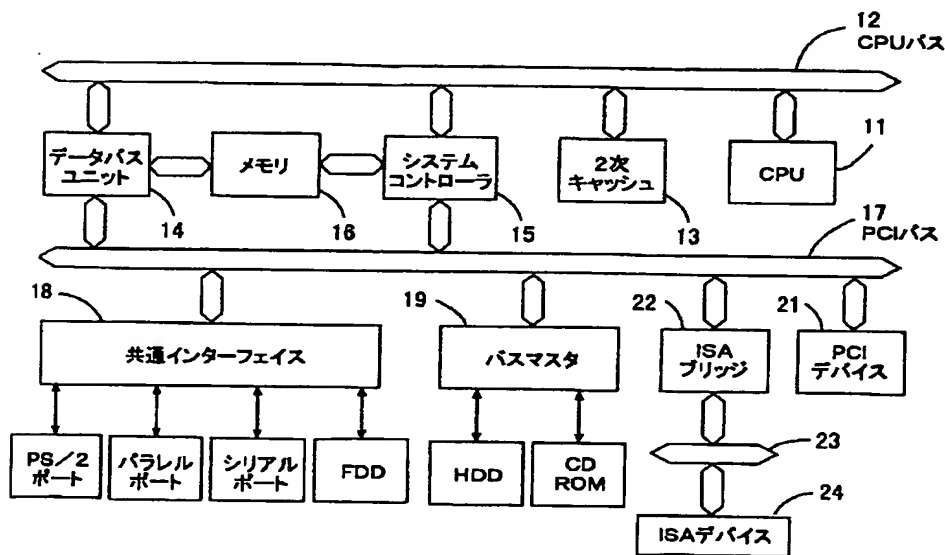 12
CPUバス
データパス
ユニット
メモリ
システム
コントローラ
2次
キャッシュ
CPU
11
14
16
15
13
17
PCIバス
18
19
22
21
共通インターフェイス
バスマスタ
ISA
ブリッジ
PCI
デバイス
PS/2
ポート
パラレル
ポート
シリアル
ポート
FDD
HDD
CD
ROM
23
24
ISAデバイス